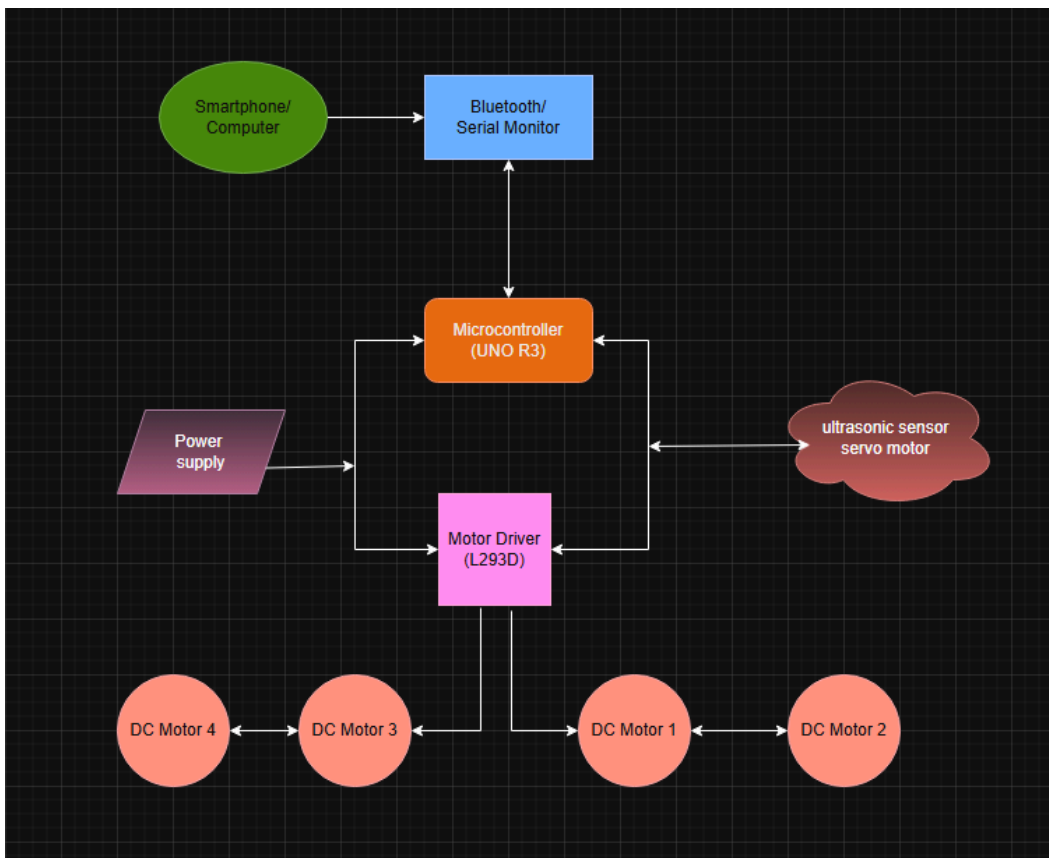 Smartphone/
Computer
Bluetooth/
Serial Monitor
Microcontroller
(UNO R3)
Power
supply
ultrasonic sensor
servo motor
Motor Driver
(L293D)
DC Motor 4
DC Motor 3
DC Motor 1
DC Motor 2